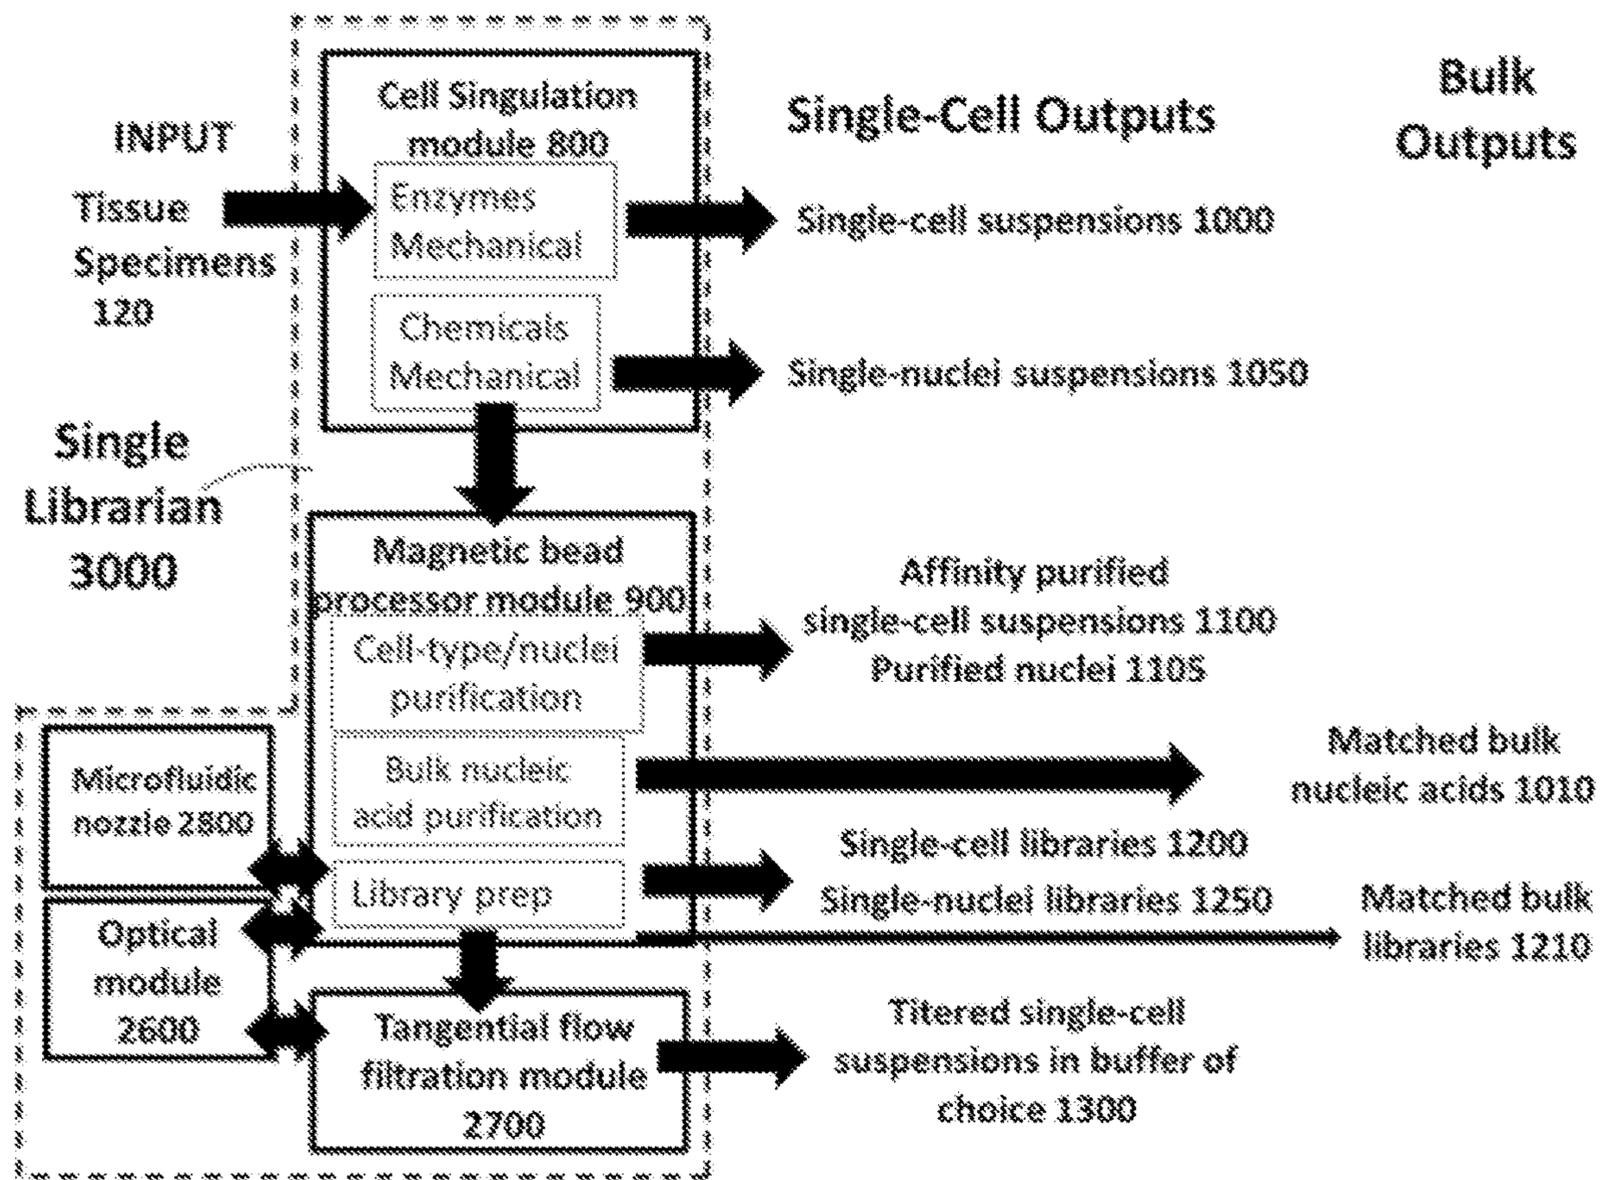 INPUT
Tissue
Specimens
120
Single
Librarian
3000
Cell Singulation
module 800
Enzymes
Mechanical
Chemicals
Mechanical
Magnetic bead
processor module 900
Cell-type/nuclei
purification
Bulk nucleic
acid purification
Library prep
Microfluidic
nozzle 2800
Optical
module
2600
Tangential flow
filtration module
2700
Single-Cell Outputs
Single-cell suspensions 1000
Single-nuclei suspensions 1050
Affinity purified
single-cell suspensions 1100
Purified nuclei 1105
Single-cell libraries 1200
Single-nuclei libraries 1250
Titered single-cell
suspensions in buffer of
choice 1300
Bulk
Outputs
Matched bulk
nucleic acids 1010
Matched bulk
libraries 1210